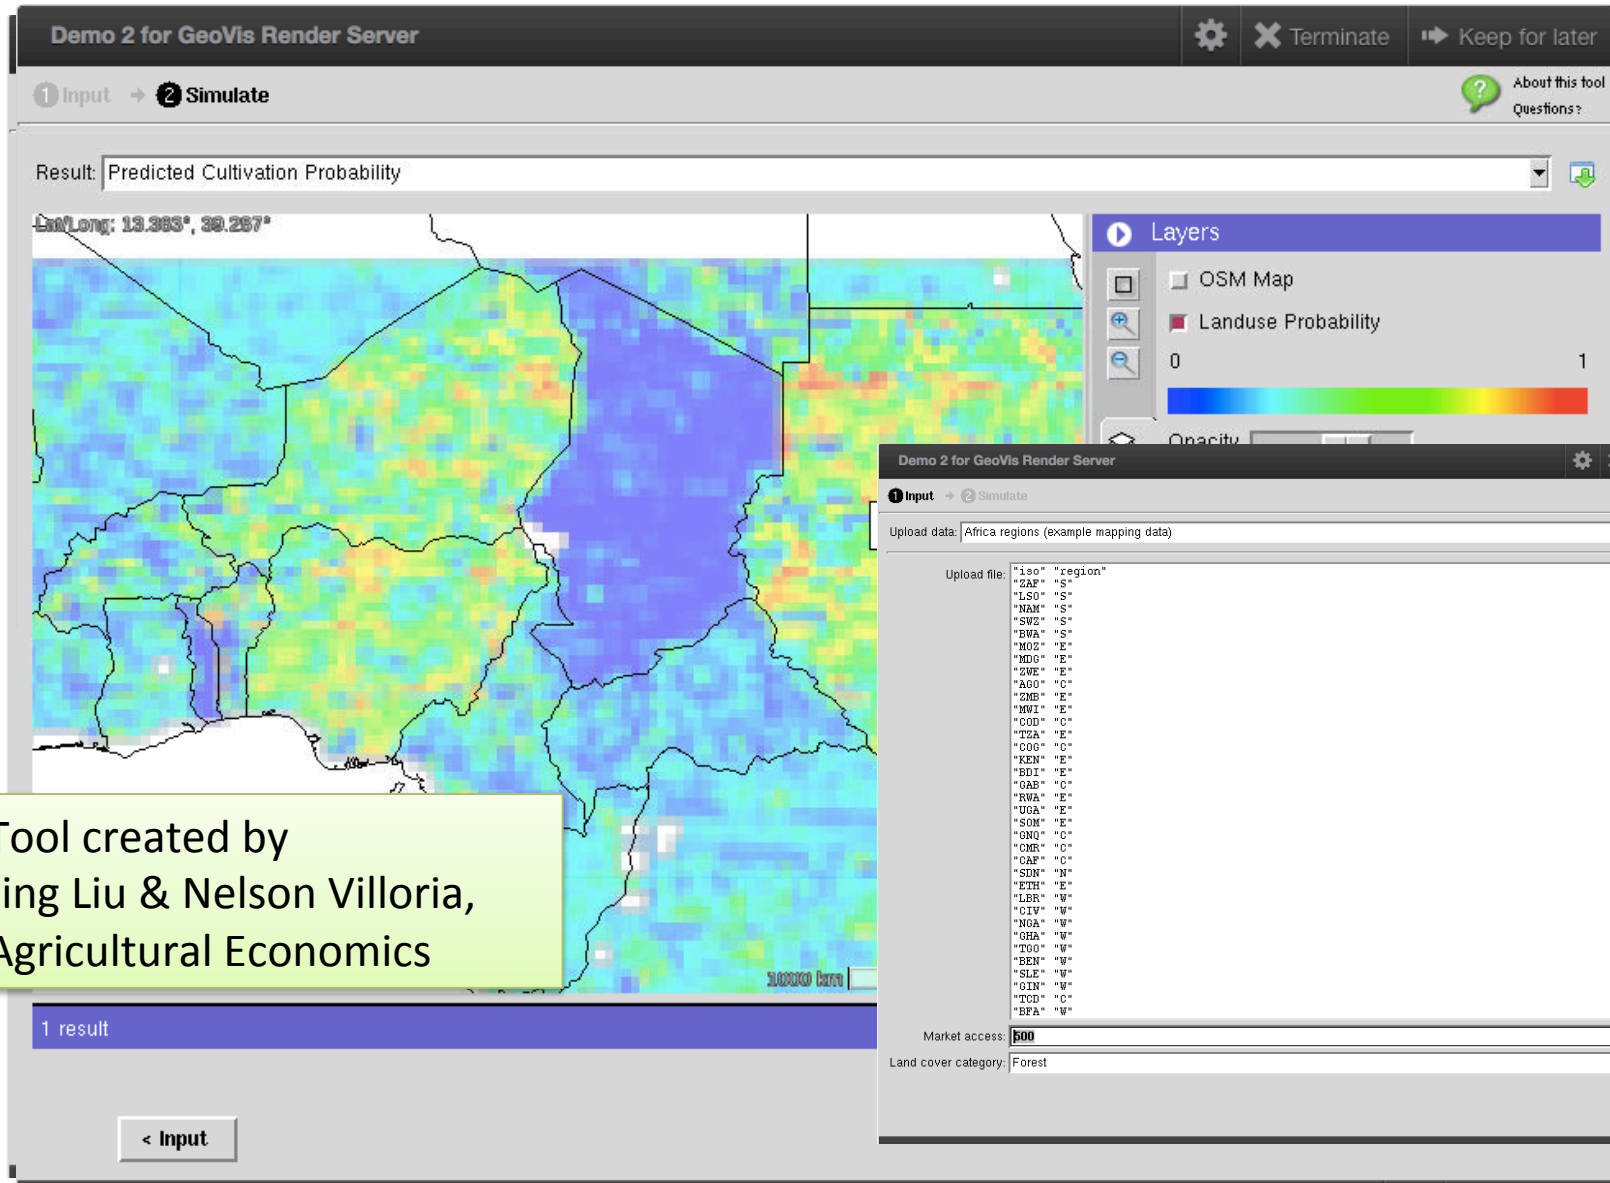 Demo 2 for GeoVis Render Server
Terminate
Keep for later
1 Input
2 Simulate
About this tool
Questions?
Result: Predicted Cultivation Probability
Lat/Long: 13.363°, 39.267°
Layers
OSM Map
Landuse Probability
0 1
Opacity
1000 km
Tool created by
ing Liu & Nelson Villoria,
Agricultural Economics
1 result
< Input
Demo 2 for GeoVis Render Server
1 Input
2 Simulate
Upload data: Africa regions (example mapping data)
Upload file: "iso" "region"
"ZAF" "S"
"LSO" "S"
"NAM" "S"
"SWZ" "S"
"BWA" "S"
"MOZ" "E"
"MDG" "E"
"ZWE" "E"
"AGO" "C"
"ZMB" "E"
"MWI" "E"
"COD" "C"
"TZA" "E"
"COG" "C"
"KEN" "E"
"BDI" "E"
"GAB" "C"
"RWA" "E"
"UGA" "E"
"SOM" "E"
"GNQ" "C"
"CMR" "C"
"CAF" "C"
"SDN" "N"
"ETH" "E"
"LBR" "W"
"CIV" "W"
"NGA" "W"
"GHA" "W"
"TGO" "W"
"BEN" "W"
"SLE" "W"
"GIN" "W"
"TCD" "C"
"BFA" "W"
Market access: 500
Land cover category: Forest